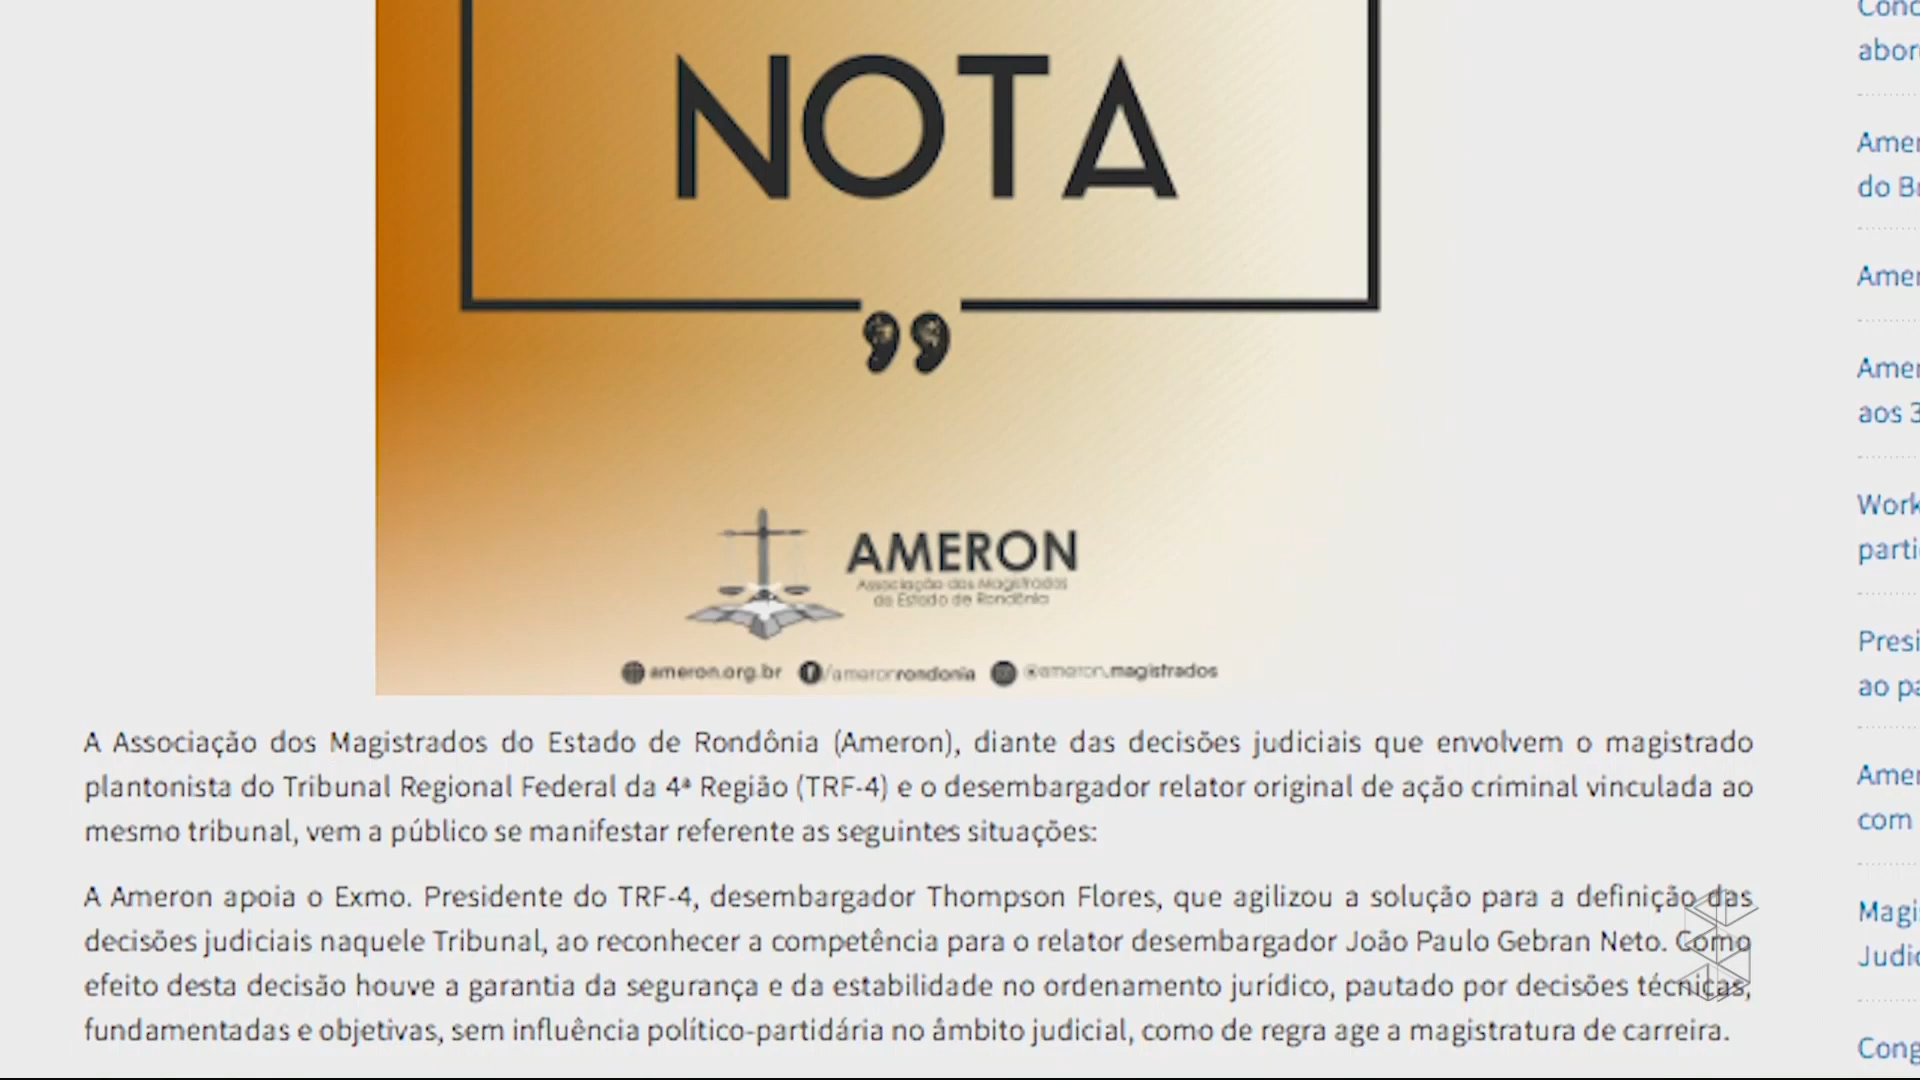 NOTA
”
AMERON
Associação dos Magistrados
do Estado de Rondônia
ameron.org.br /ameronrondonia @ameron.magistrados
A Associação dos Magistrados do Estado de Rondônia (Ameron), diante das decisões judiciais que envolvem o magistrado
plantonista do Tribunal Regional Federal da 4ª Região (TRF-4) e o desembargador relator original de ação criminal vinculada ao
mesmo tribunal, vem a público se manifestar referente as seguintes situações:
A Ameron apoia o Exmo. Presidente do TRF-4, desembargador Thompson Flores, que agilizou a solução para a definição das
decisões judiciais naquele Tribunal, ao reconhecer a competência para o relator desembargador João Paulo Gebran Neto. Como
efeito desta decisão houve a garantia da segurança e da estabilidade no ordenamento jurídico, pautado por decisões técnicas,
fundamentadas e objetivas, sem influência político-partidária no âmbito judicial, como de regra age a magistratura de carreira.
abor
Amer
do B
Amer
Amer
aos 3
Work
parti
Presi
ao pa
Amer
com
Magi
Judic
Cong